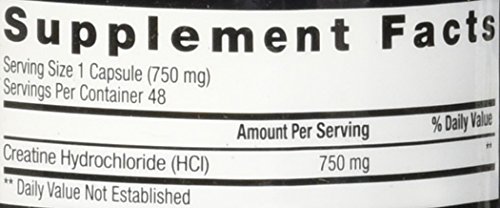 Supplement Facts
Serving Size 1 Capsule (750 mg)
Servings Per Container 48
Amount Per Serving % Daily Value
Creatine Hydrochloride (HCl) 750 mg **
** Daily Value Not Established